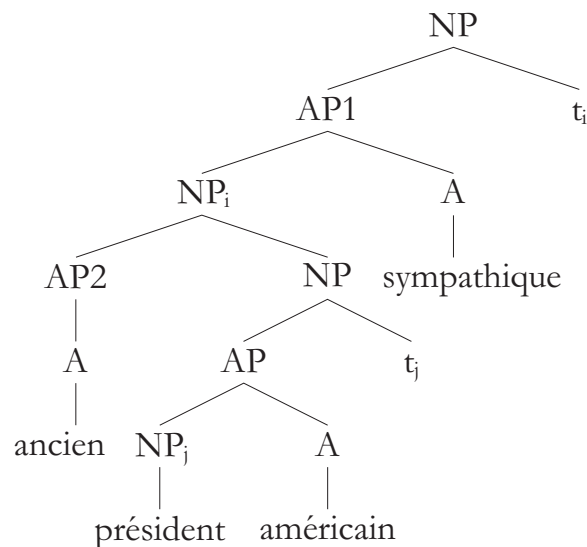 NP
AP1 tᵢ
NPᵢ A
AP2 NP sympathique
A AP tⱼ
ancien NPⱼ A
président américain